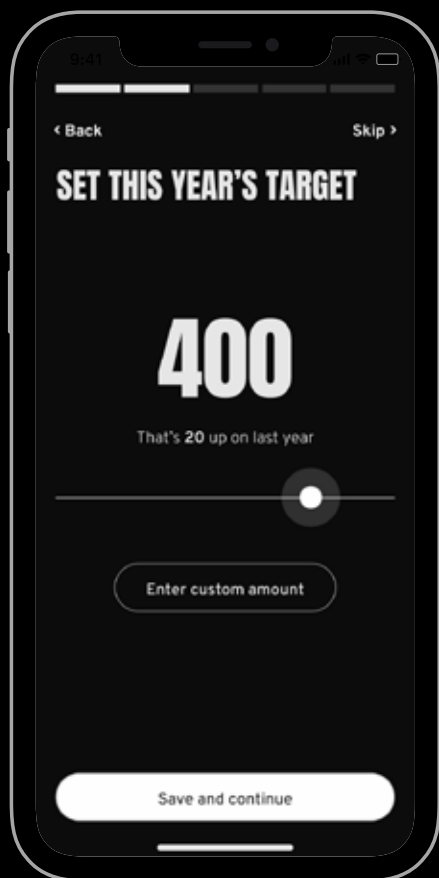 9:41
‹ Back
Skip ›
SET THIS YEAR'S TARGET
400
That's 20 up on last year
Enter custom amount
Save and continue